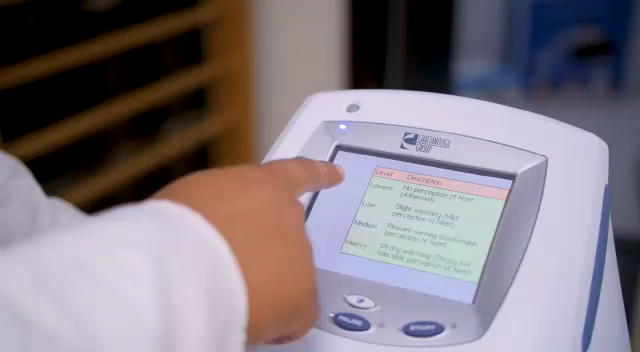 CHATTANOOGA
GROUP
Level Description
Lowest No perception of heat
(Athermal)
Low Slight warming (Mild
perception of heat)
Medium Pleasant warming (Comfortable
perception of heat)
Heavy Strong warming (Strong but
tolerable perception of heat)
PAUSE START